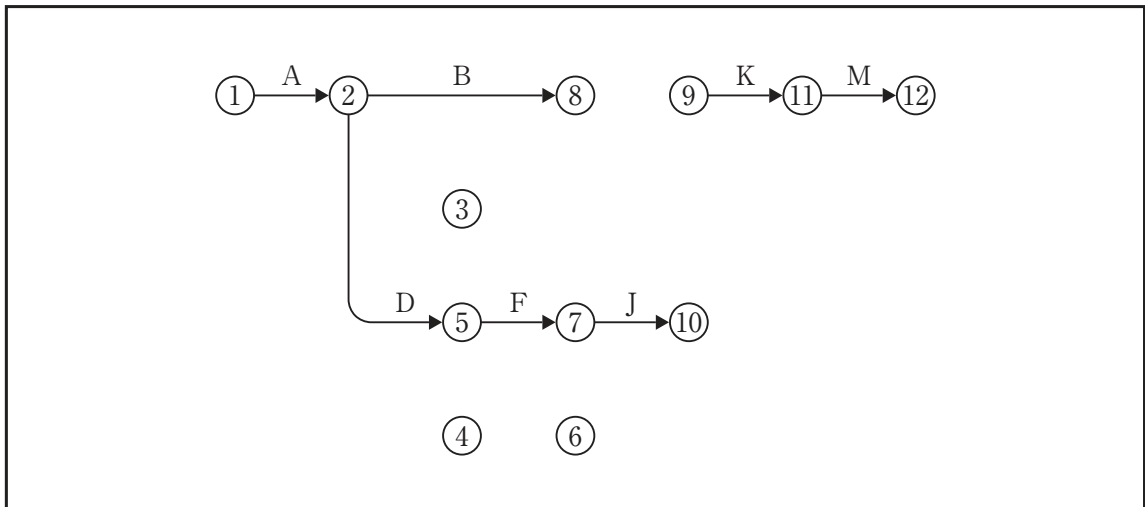 A B K M
① ② ⑧ ⑨ ⑪ ⑫
③
D F J
⑤ ⑦ ⑩
④ ⑥